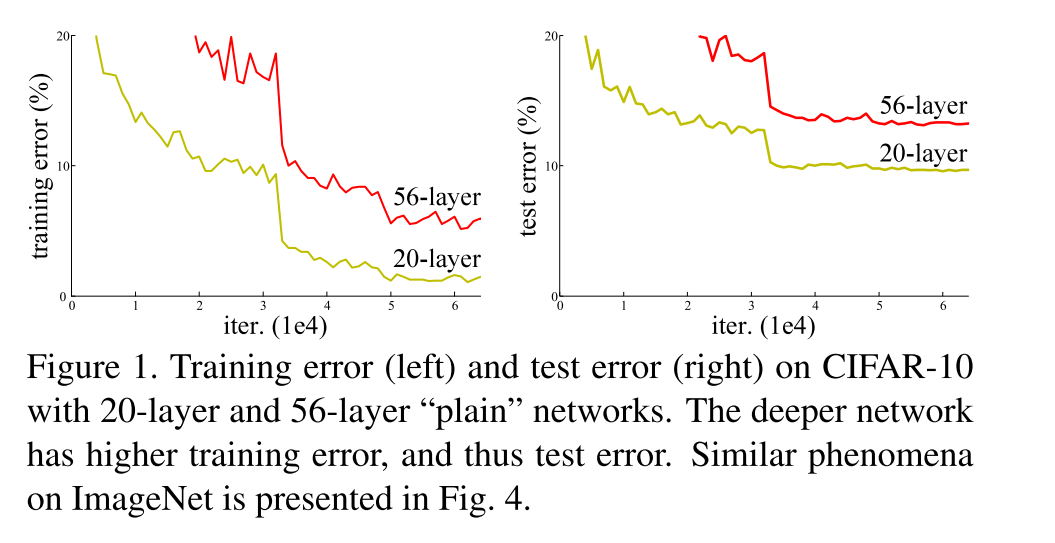 20
10
0
training error (%)
56-layer
20-layer
0 1 2 3 4 5 6
iter. (1e4)
20
10
0
test error (%)
56-layer
20-layer
0 1 2 3 4 5 6
iter. (1e4)
Figure 1. Training error (left) and test error (right) on CIFAR-10
with 20-layer and 56-layer “plain” networks. The deeper network
has higher training error, and thus test error. Similar phenomena
on ImageNet is presented in Fig. 4.